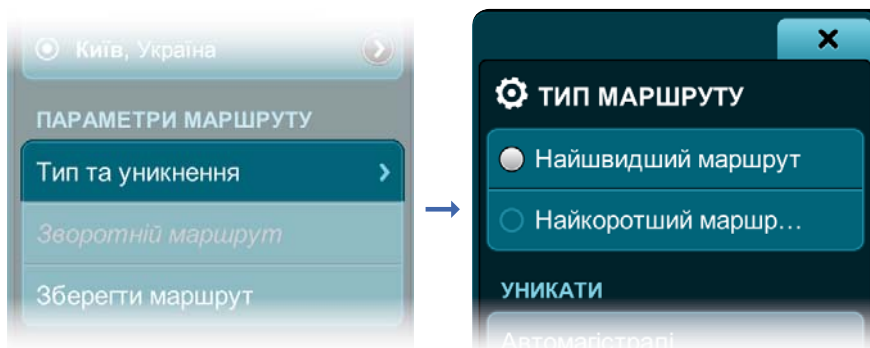 Київ, Україна
ПАРАМЕТРИ МАРШРУТУ
Тип та уникнення
Зворотній маршрут
Зберегти маршрут
ТИП МАРШРУТУ
Найшвидший маршрут
Найкоротший маршр...
УНИКАТИ
Автомагістралі